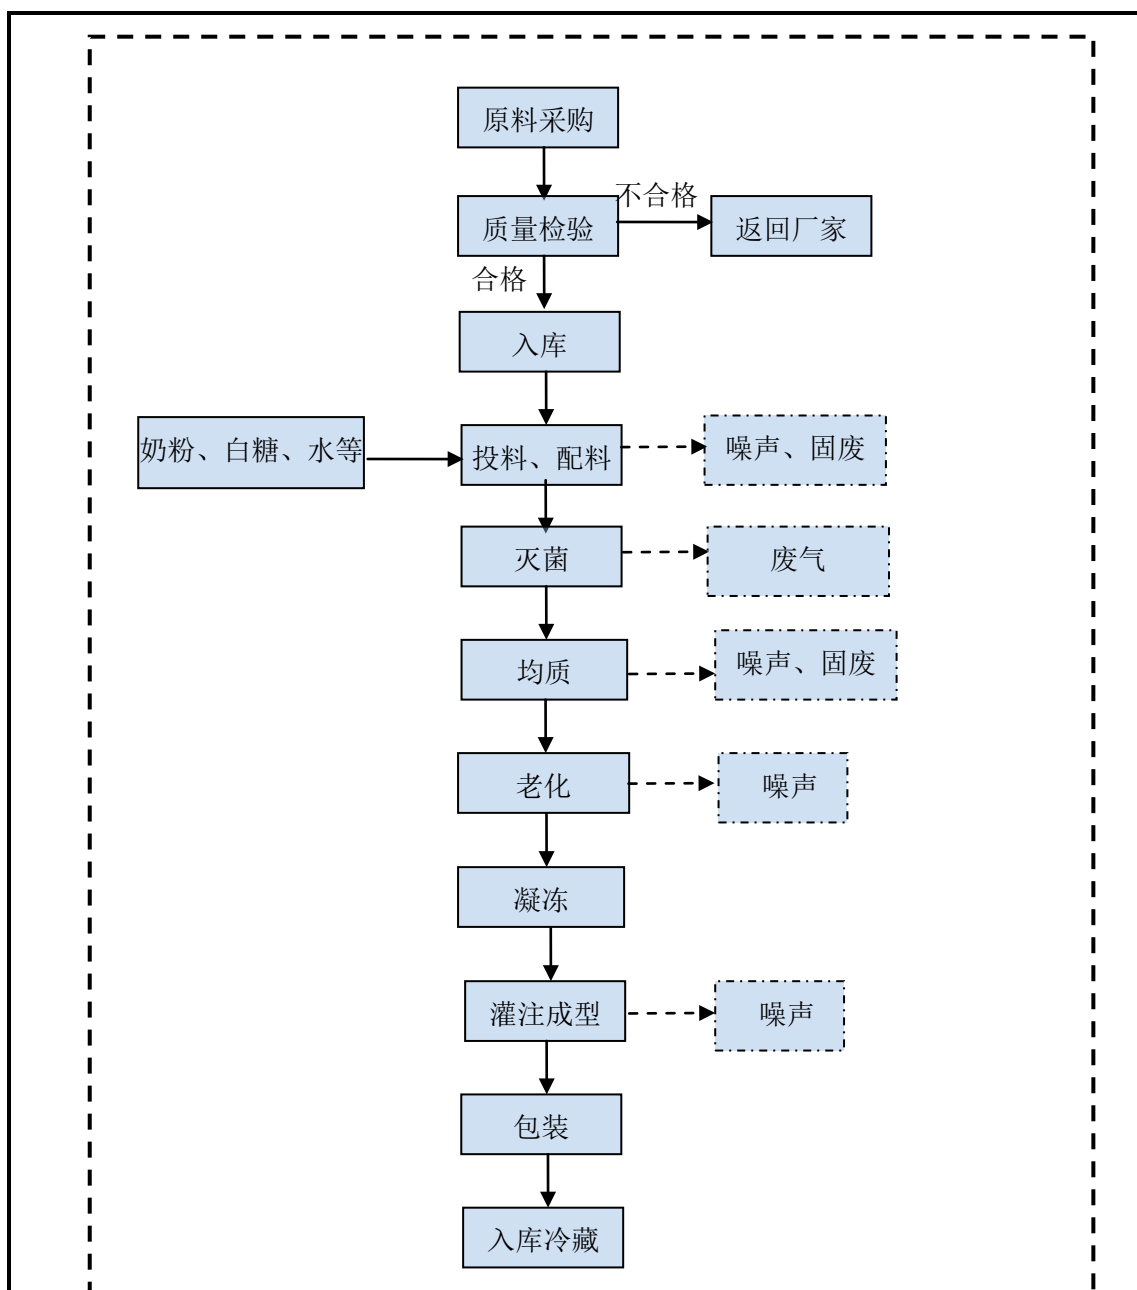 原料采购
不合格
质量检验
返回厂家
合格
入库
奶粉、白糖、水等
投料、配料
噪声、固废
灭菌
废气
均质
噪声、固废
老化
噪声
凝冻
灌注成型
噪声
包装
入库冷藏